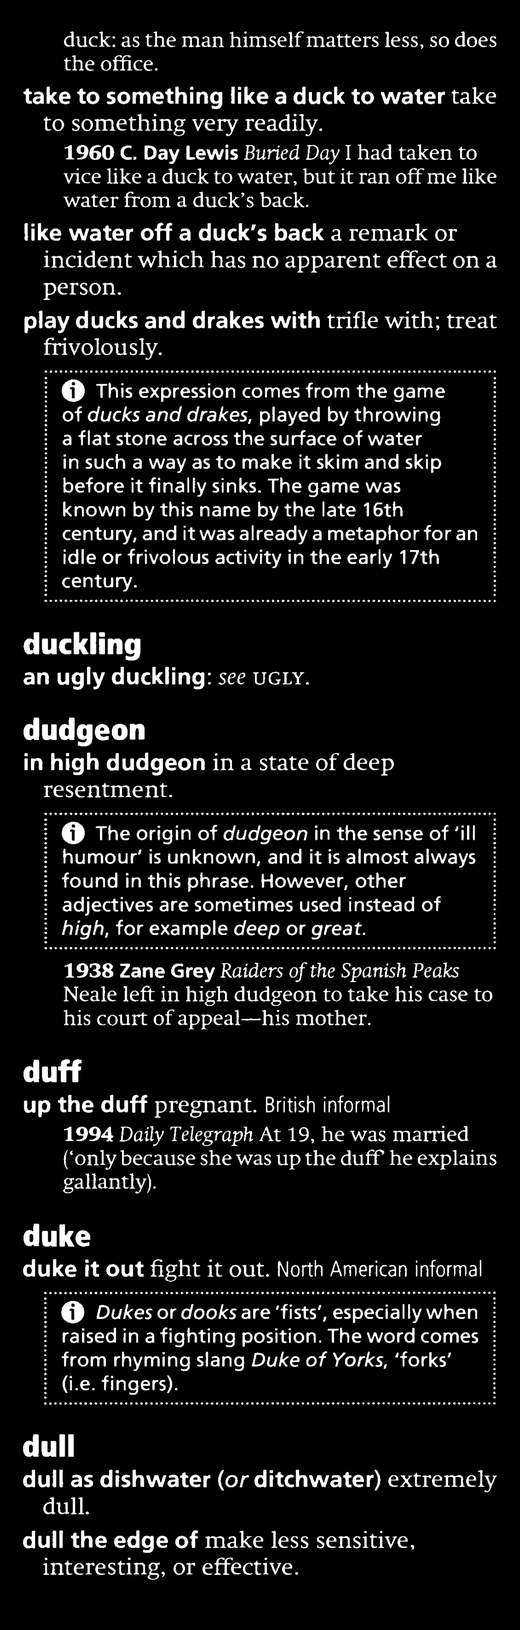 duck: as the man himself matters less, so does
the office.
take to something like a duck to water take
to something very readily.
1960 C. Day Lewis Buried Day I had taken to
vice like a duck to water, but it ran off me like
water from a duck's back.
like water off a duck's back a remark or
incident which has no apparent effect on a
person.
play ducks and drakes with trifle with; treat
frivolously.
i This expression comes from the game
of ducks and drakes, played by throwing
a flat stone across the surface of water
in such a way as to make it skim and skip
before it finally sinks. The game was
known by this name by the late 16th
century, and it was already a metaphor for an
idle or frivolous activity in the early 17th
century.
duckling
an ugly duckling: see UGLY.
dudgeon
in high dudgeon in a state of deep
resentment.
i The origin of dudgeon in the sense of 'ill
humour' is unknown, and it is almost always
found in this phrase. However, other
adjectives are sometimes used instead of
high, for example deep or great.
1938 Zane Grey Raiders of the Spanish Peaks
Neale left in high dudgeon to take his case to
his court of appeal—his mother.
duff
up the duff pregnant. British informal
1994 Daily Telegraph At 19, he was married
('only because she was up the duff' he explains
gallantly).
duke
duke it out fight it out. North American informal
i Dukes or dooks are 'fists', especially when
raised in a fighting position. The word comes
from rhyming slang Duke of Yorks, 'forks'
(i.e. fingers).
dull
dull as dishwater (or ditchwater) extremely
dull.
dull the edge of make less sensitive,
interesting, or effective.